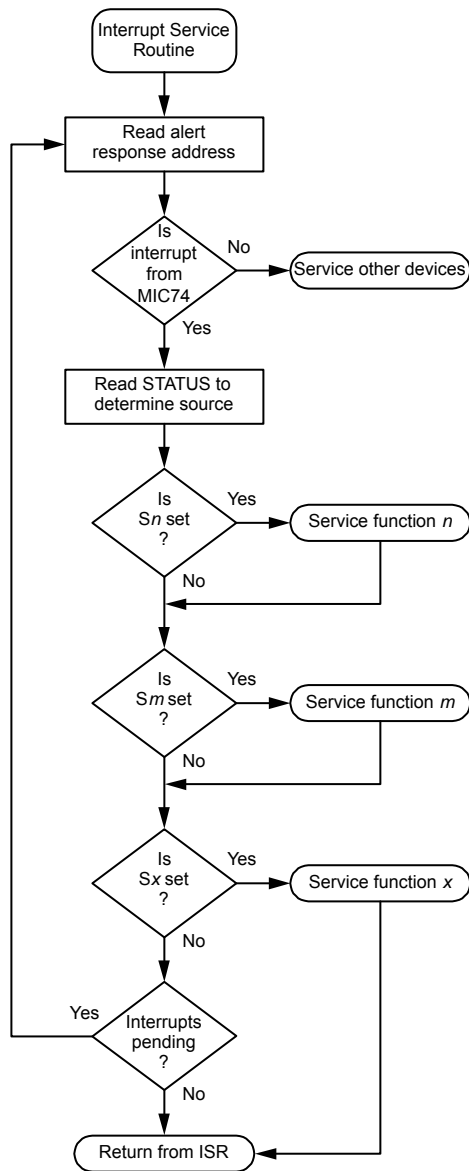 Interrupt Service
Routine
Read alert
response address
Is
interrupt
from
MIC74
No
Service other devices
Yes
Read STATUS to
determine source
Is
Sn set
?
Yes
Service function n
No
Is
Sm set
?
Yes
Service function m
No
Is
Sx set
?
Yes
Service function x
No
Yes
Interrupts
pending
?
No
Return from ISR